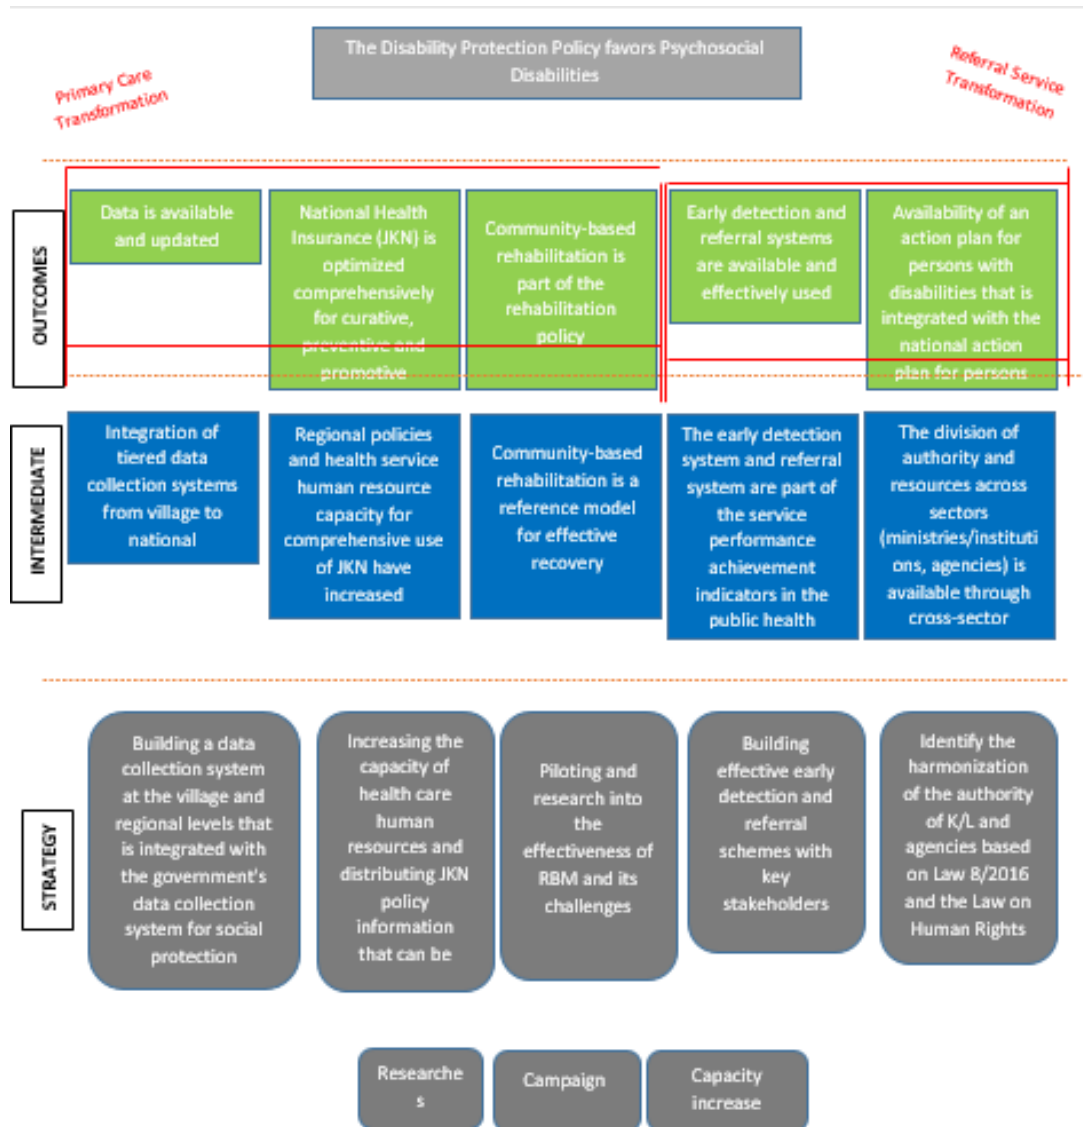 The Disability Protection Policy favors Psychosocial
Disabilities
Primary Care
Transformation
Referral Service
Transformation
OUTCOMES
Data is available
and updated
National Health
Insurance (JKN) is
optimized
comprehensively
for curative,
preventive and
promotive
Community-based
rehabilitation is
part of the
rehabilitation
policy
Early detection and
referral systems
are available and
effectively used
Availability of an
action plan for
persons with
disabilities that is
integrated with the
national action
plan for persons
INTERMEDIATE
Integration of
tiered data
collection systems
from village to
national
Regional policies
and health service
human resource
capacity for
comprehensive use
of JKN have
increased
Community-based
rehabilitation is a
reference model
for effective
recovery
The early detection
system and referral
system are part of
the service
performance
achievement
indicators in the
public health
The division of
authority and
resources across
sectors
(ministries/instituti
ons, agencies) is
available through
cross-sector
STRATEGY
Building a data
collection system
at the village and
regional levels that
is integrated with
the government's
data collection
system for social
protection
Increasing the
capacity of
health care
human
resources and
distributing JKN
policy
information
that can be
Piloting and
research into
the
effectiveness of
RBM and its
challenges
Building
effective early
detection and
referral
schemes with
key
stakeholders
Identify the
harmonization
of the authority
of K/L and
agencies based
on Law 8/2016
and the Law on
Human Rights
Researche
s
Campaign
Capacity
increase